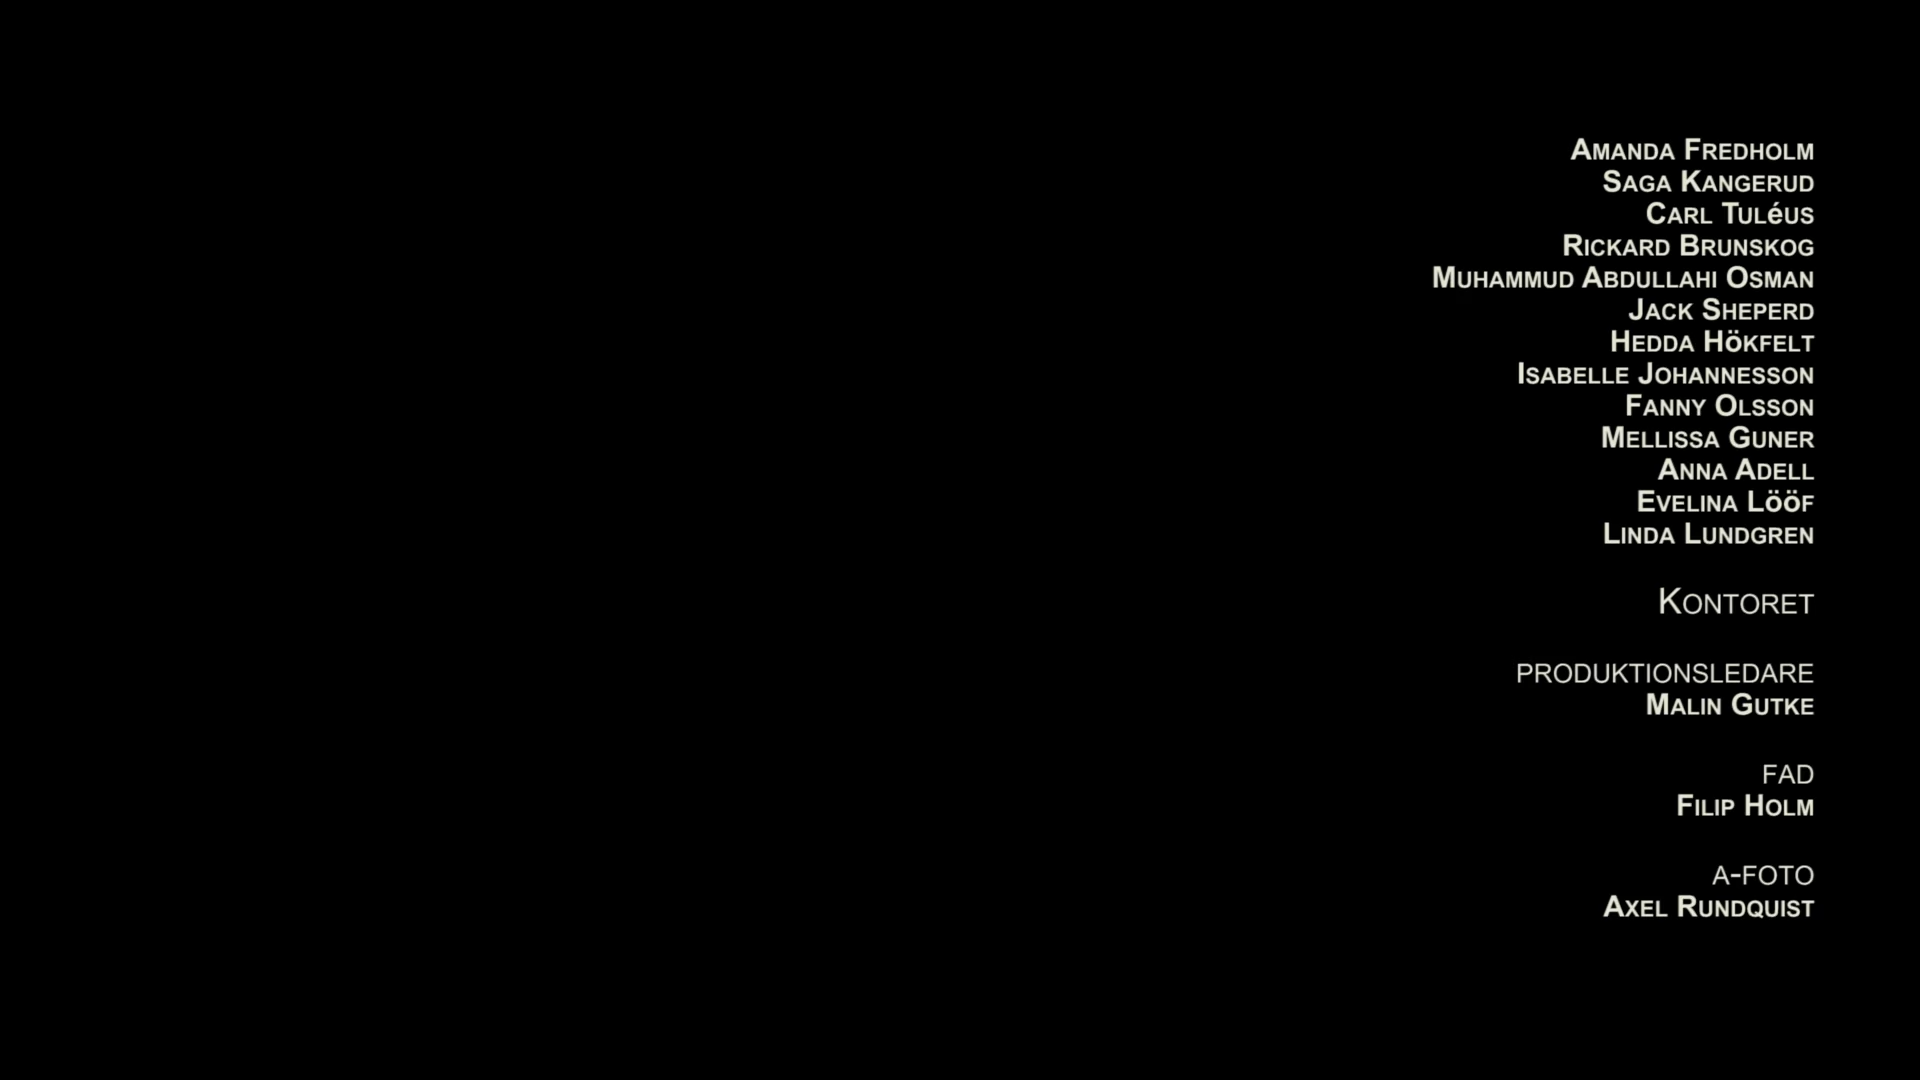 Amanda Fredholm
Saga Kangerud
Carl Tuléus
Rickard Brunskog
Muhammud Abdullahi Osman
Jack Sheperd
Hedda Hökfelt
Isabelle Johannesson
Fanny Olsson
Mellissa Guner
Anna Adell
Evelina Lööf
Linda Lundgren
Kontoret
PRODUKTIONSLEDARE
Malin Gutke
FAD
Filip Holm
A-FOTO
Axel Rundquist